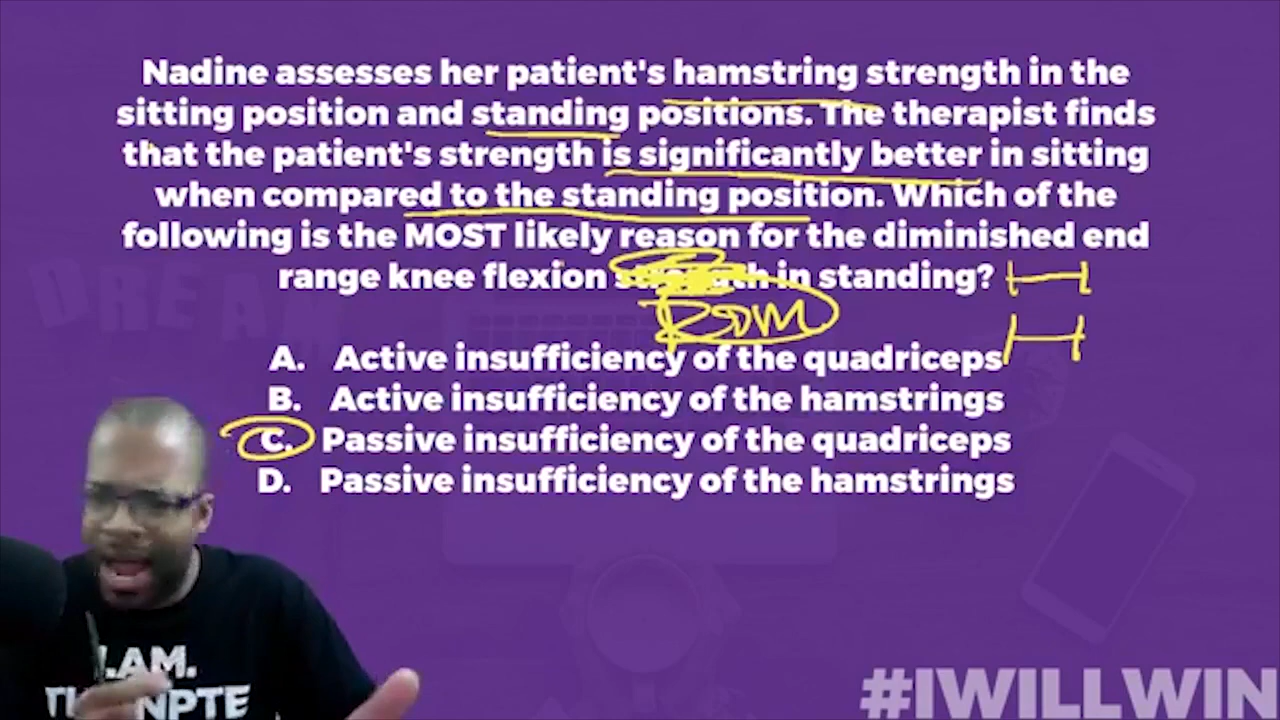 Nadine assesses her patient's hamstring strength in the
sitting position and standing positions. The therapist finds
that the patient's strength is significantly better in sitting
when compared to the standing position. Which of the
following is the MOST likely reason for the diminished end
range knee flexion strength in standing?
ROM
A. Active insufficiency of the quadriceps
B. Active insufficiency of the hamstrings
C. Passive insufficiency of the quadriceps
D. Passive insufficiency of the hamstrings
DREA
I.AM.
NPTE
#IWILLWIN